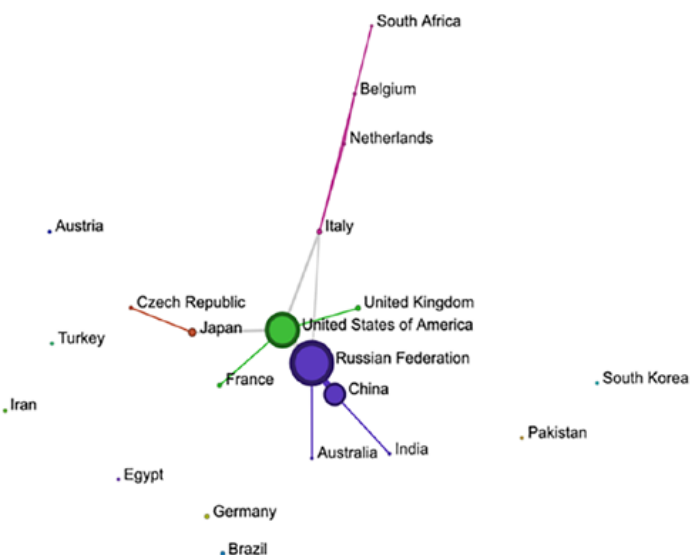 South Africa
Belgium
Netherlands
Austria
Italy
Czech Republic
United Kingdom
Japan
United States of America
Turkey
Russian Federation
France
South Korea
China
Iran
Pakistan
Australia
India
Egypt
Germany
Brazil